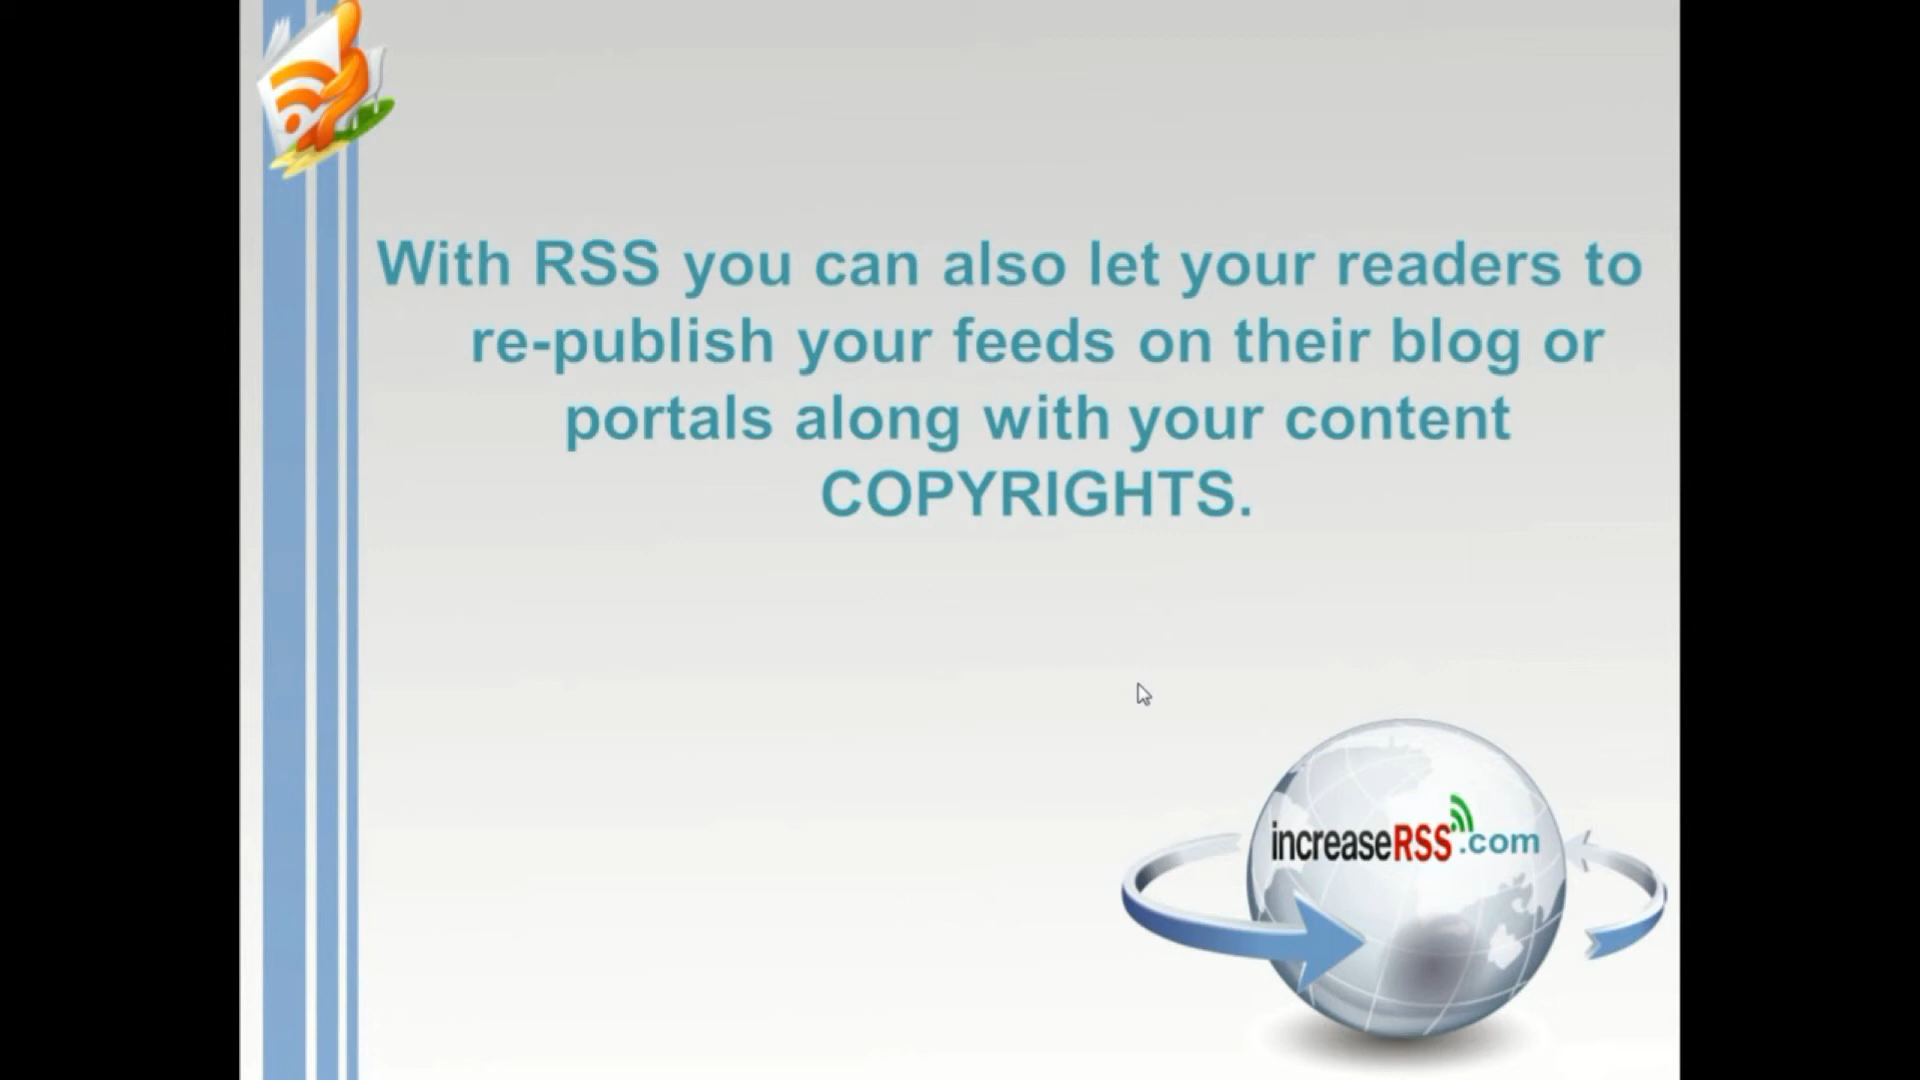 With RSS you can also let your readers to
re-publish your feeds on their blog or
portals along with your content
COPYRIGHTS.
increaseRSS.com